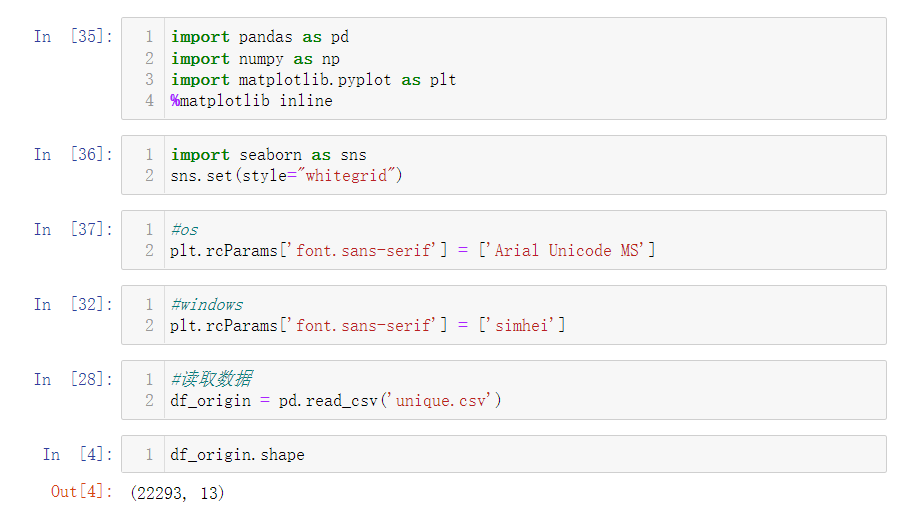 In [35]:
1 import pandas as pd
2 import numpy as np
3 import matplotlib.pyplot as plt
4 %matplotlib inline
In [36]:
1 import seaborn as sns
2 sns.set(style="whitegrid")
In [37]:
1 #os
2 plt.rcParams['font.sans-serif'] = ['Arial Unicode MS']
In [32]:
1 #windows
2 plt.rcParams['font.sans-serif'] = ['simhei']
In [28]:
1 #读取数据
2 df_origin = pd.read_csv('unique.csv')
In [4]:
1 df_origin.shape
Out[4]: (22293, 13)